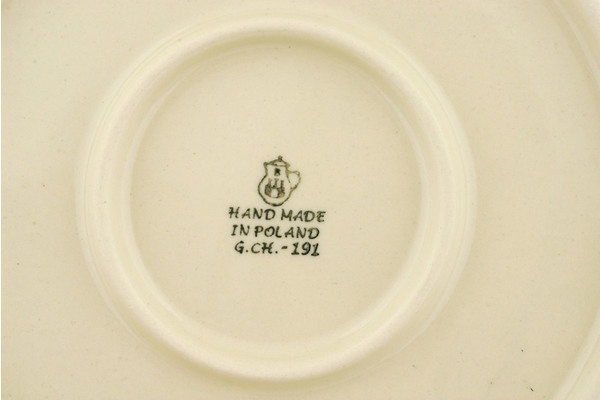 B
HAND MADE
IN POLAND
G.CH.-191